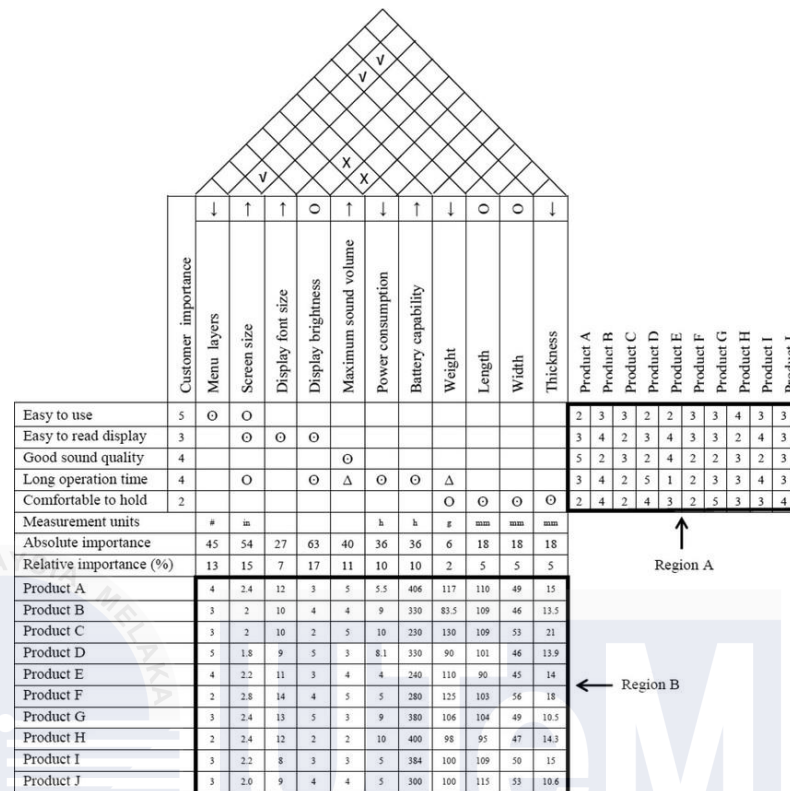 √
√
X
√ X
↓ ↑ ↑ O ↑ ↓ ↑ ↓ O O ↓
Customer importance Menu layers Screen size Display font size Display brightness Maximum sound volume Power consumption Battery capability Weight Length Width Thickness Product A Product B Product C Product D Product E Product F Product G Product H Product I
Easy to use 5 ʘ O 2 3 3 2 2 3 3 4 3 3
Easy to read display 3 ʘ ʘ ʘ 3 4 2 3 4 3 3 2 4 3
Good sound quality 4 ʘ 5 2 3 2 4 2 2 3 2 3
Long operation time 4 O ʘ Δ ʘ ʘ Δ 3 4 2 5 1 2 3 3 4 3
Comfortable to hold 2 O ʘ ʘ ʘ 2 4 2 4 3 2 5 3 3 4
Measurement units # in h h g mm mm mm
Absolute importance 45 54 27 63 40 36 36 6 18 18 18
Relative importance (%) 13 15 7 17 11 10 10 2 5 5 5
Region A
Product A 4 2.4 12 3 5 5.5 406 117 110 49 15
Product B 3 2 10 4 4 9 330 83.5 109 46 13.5
Product C 3 2 10 2 5 10 230 130 109 53 21
Product D 5 1.8 9 5 3 8.1 330 90 101 46 13.9
Product E 4 2.2 11 3 4 4 240 110 90 45 14
Region B
Product F 2 2.8 14 4 5 5 280 125 103 56 18
Product G 3 2.4 13 5 3 9 380 106 104 49 10.5
Product H 2 2.4 12 2 2 10 400 98 95 47 14.3
Product I 3 2.2 8 3 3 5 384 100 109 50 15
Product J 3 2.0 9 4 4 5 300 100 115 53 10.6
MELAKA